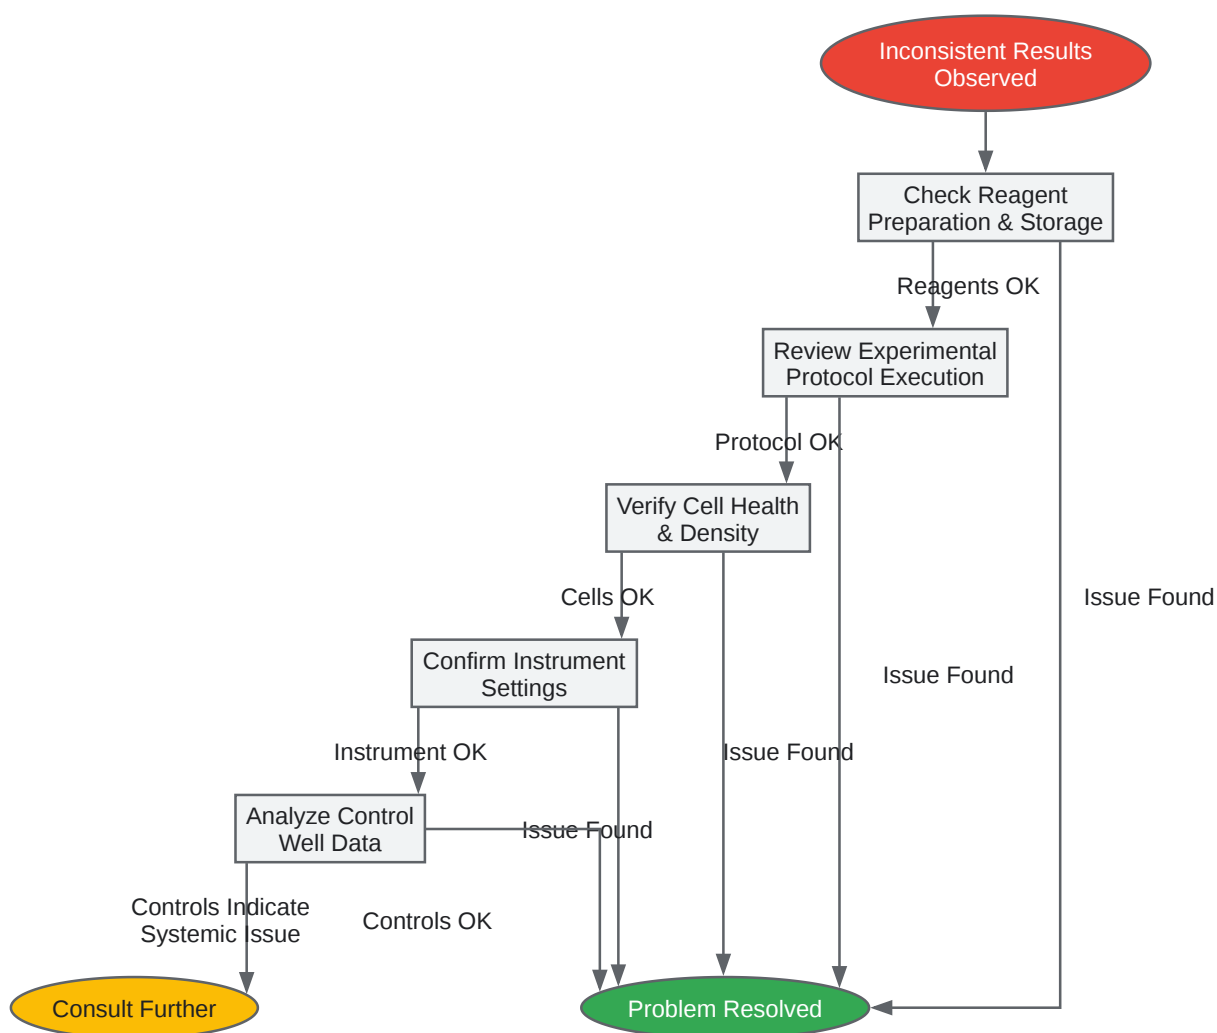 Inconsistent Results
Observed
Check Reagent
Preparation & Storage
Reagents OK
Review Experimental
Protocol Execution
Protocol OK
Verify Cell Health
& Density
Cells OK
Issue Found
Confirm Instrument
Settings
Issue Found
Instrument OK
Issue Found
Analyze Control
Well Data
Issue Found
Controls Indicate
Systemic Issue
Controls OK
Consult Further
Problem Resolved